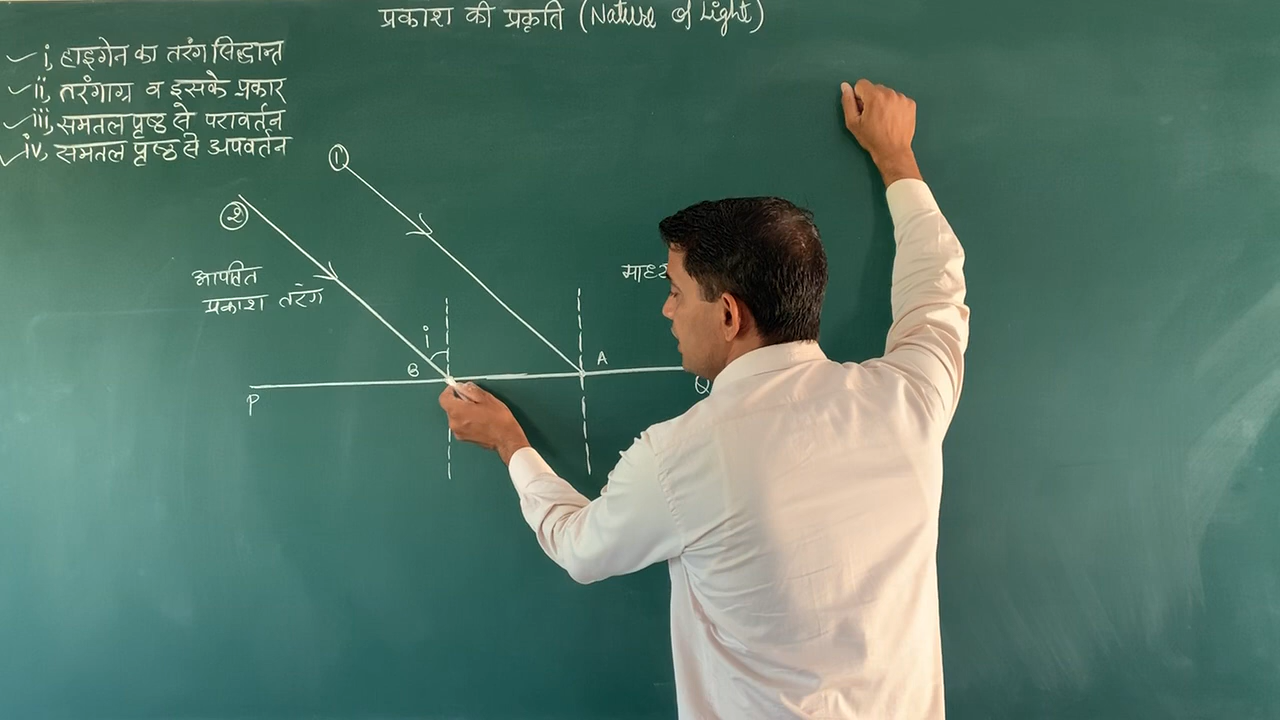 प्रकाश की प्रकृति (Nature of Light)
i, हाइगेन का तरंग सिद्धान्त
ii, तरंगाग्र व इसके प्रकार
iii, समतल पृष्ठ से परावर्तन
iv, समतल पृष्ठ से अपवर्तन
1
2
आपतित
प्रकाश तरंग
i
B
A
P
Q